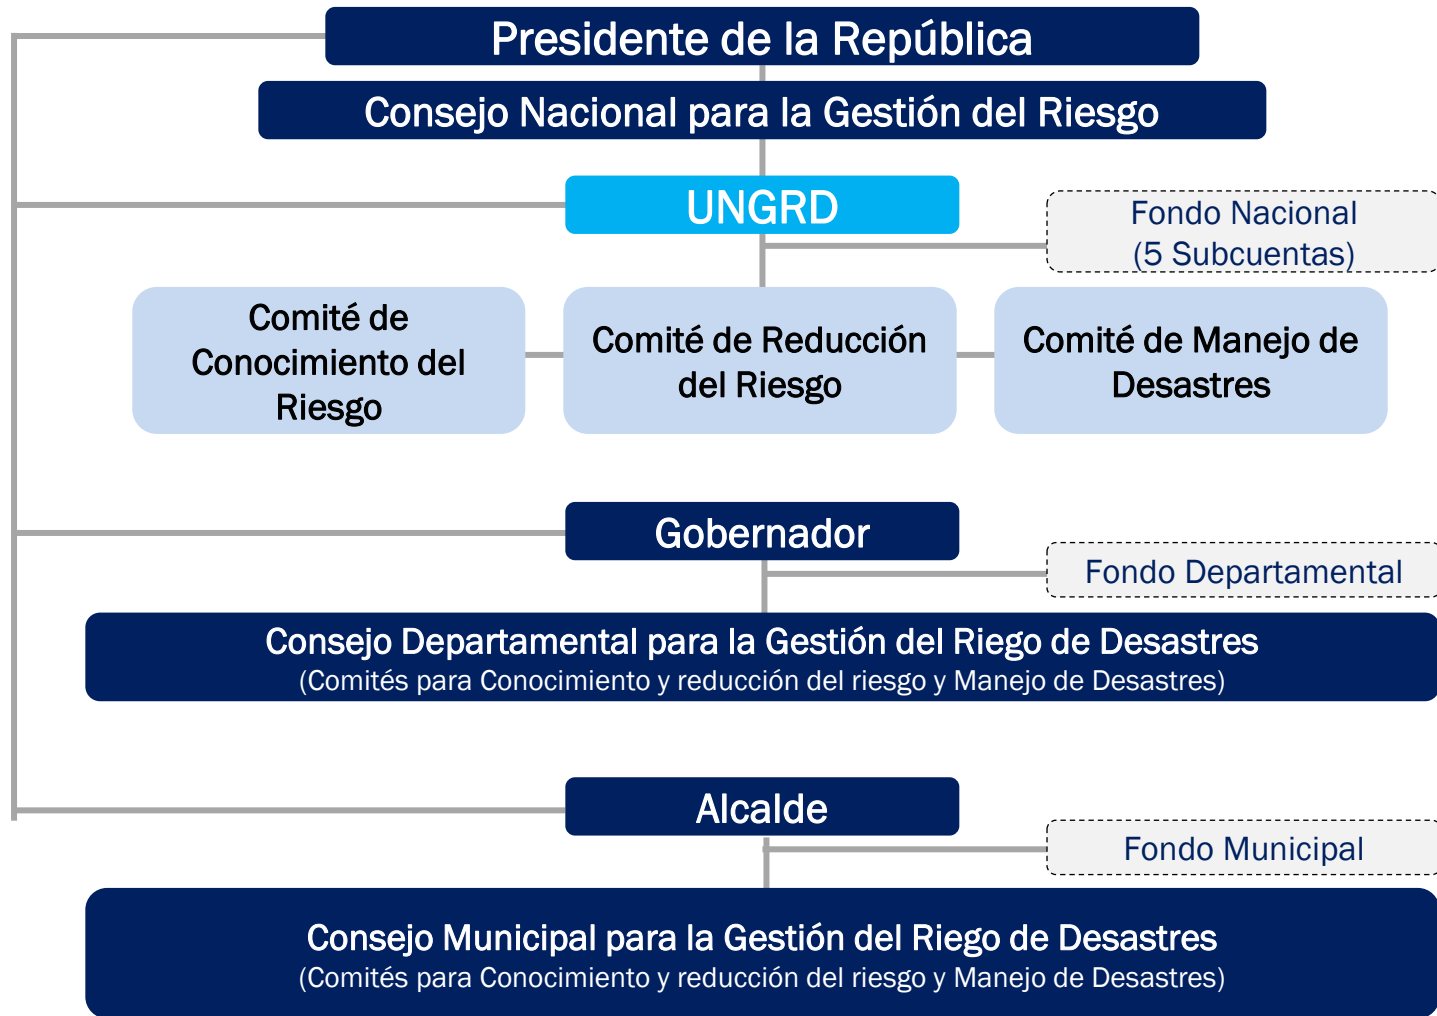 Presidente de la República
Consejo Nacional para la Gestión del Riesgo
UNGRD
Fondo Nacional
(5 Subcuentas)
Comité de
Conocimiento del
Riesgo
Comité de Reducción
del Riesgo
Comité de Manejo de
Desastres
Gobernador
Fondo Departamental
Consejo Departamental para la Gestión del Riego de Desastres
(Comités para Conocimiento y reducción del riesgo y Manejo de Desastres)
Alcalde
Fondo Municipal
Consejo Municipal para la Gestión del Riego de Desastres
(Comités para Conocimiento y reducción del riesgo y Manejo de Desastres)